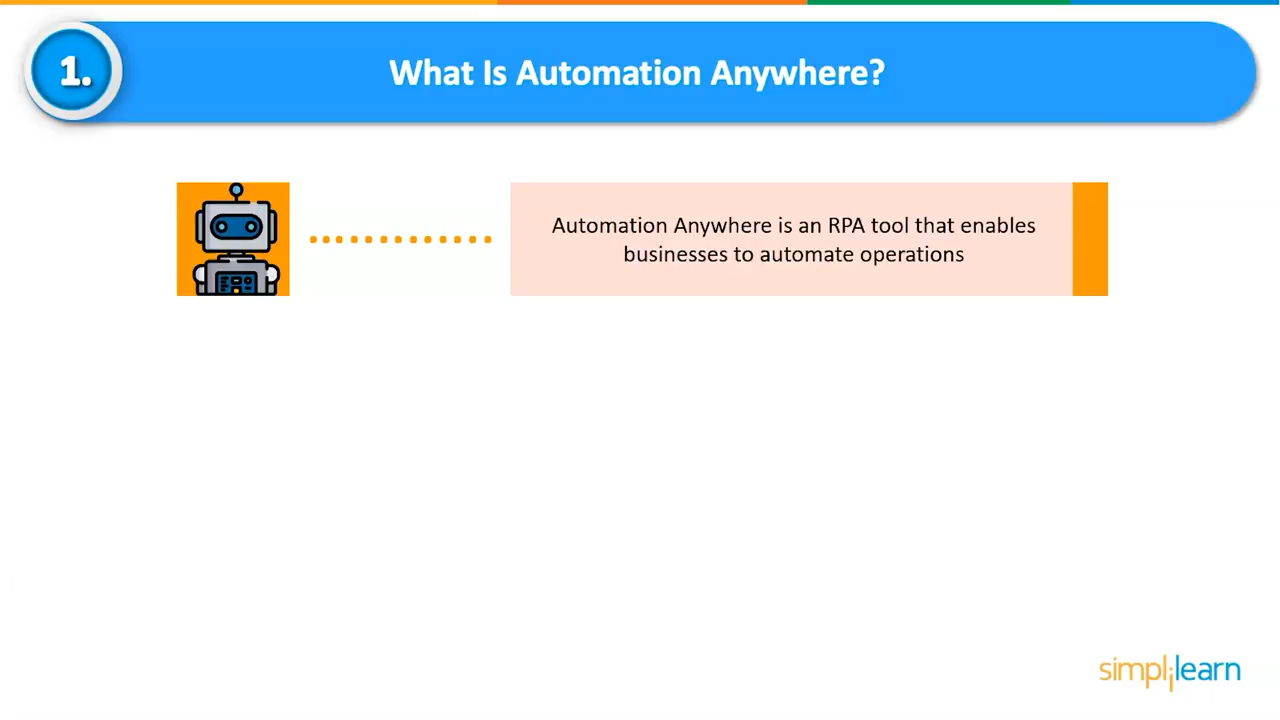 1.
What Is Automation Anywhere?
Automation Anywhere is an RPA tool that enables
businesses to automate operations
simplilearn